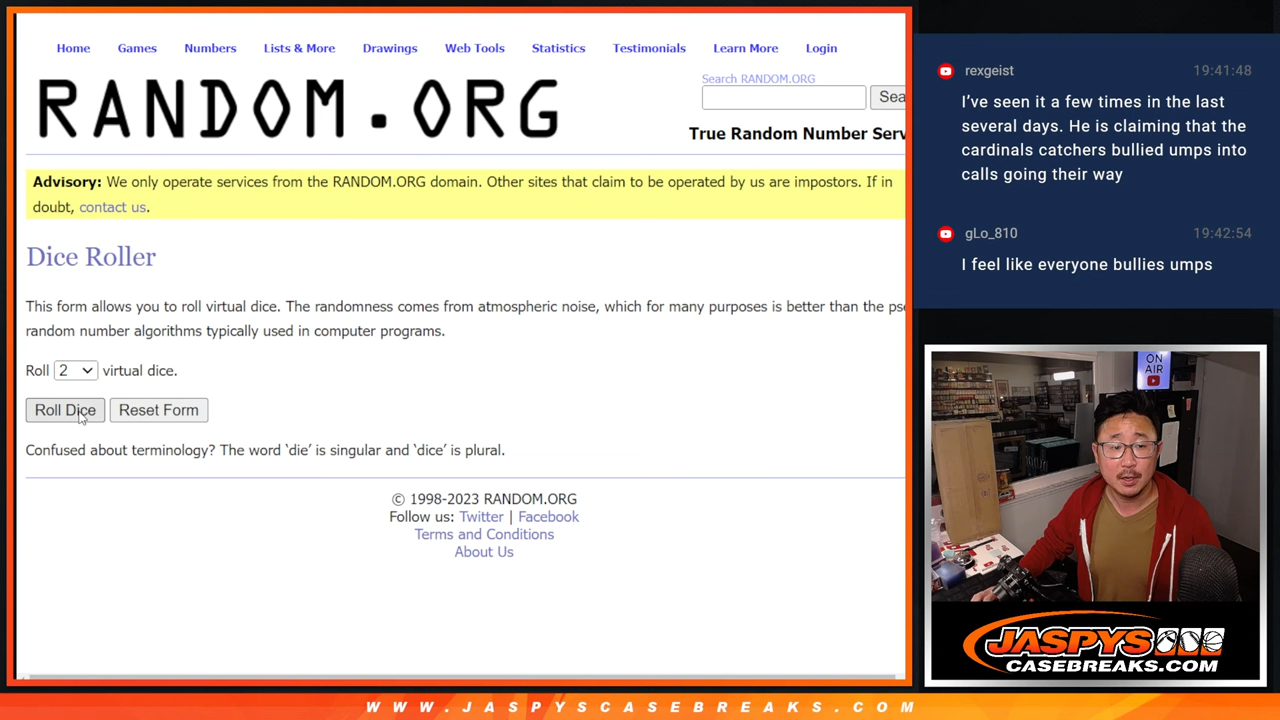 Home Games Numbers Lists & More Drawings Web Tools Statistics Testimonials Learn More Login
RANDOM.ORG
Search RANDOM.ORG
Sea
True Random Number Serv
Advisory: We only operate services from the RANDOM.ORG domain. Other sites that claim to be operated by us are impostors. If in
doubt, contact us.
Dice Roller
This form allows you to roll virtual dice. The randomness comes from atmospheric noise, which for many purposes is better than the pse
random number algorithms typically used in computer programs.
Roll 2 virtual dice.
Roll Dice Reset Form
Confused about terminology? The word ‘die’ is singular and ‘dice’ is plural.
© 1998-2023 RANDOM.ORG
Follow us: Twitter | Facebook
Terms and Conditions
About Us
rexgeist 19:41:48
I’ve seen it a few times in the last
several days. He is claiming that the
cardinals catchers bullied umps into
calls going their way
gLo_810 19:42:54
I feel like everyone bullies umps
ON
AIR
JASPYS
CASEBREAKS.COM
WWW.JASPYSCASEBREAKS.COM